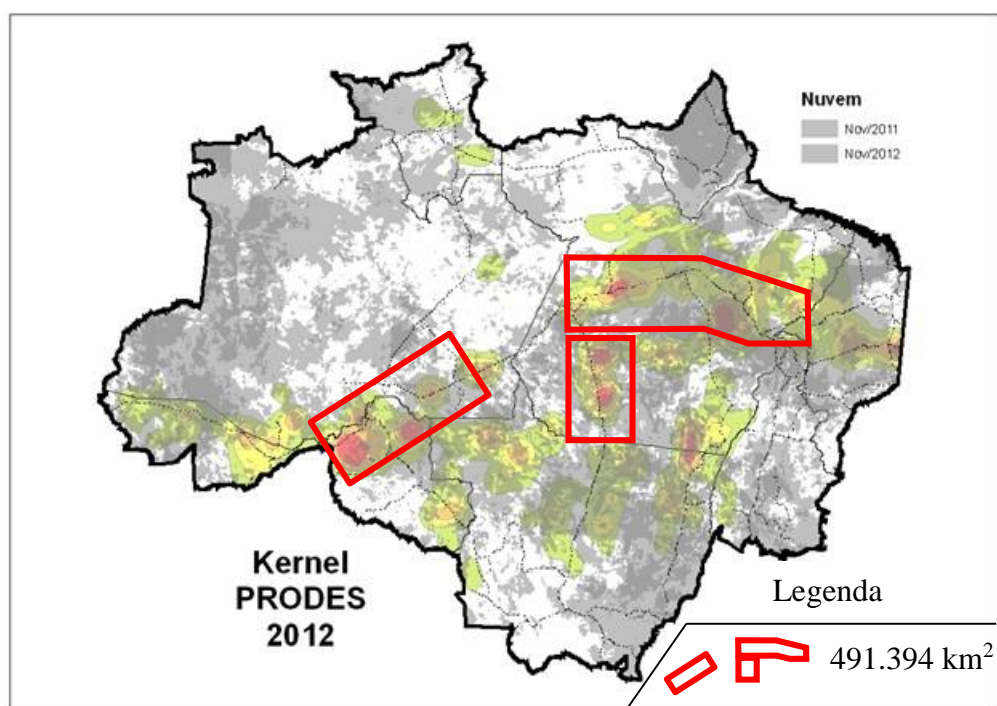 Nuvem
Nov/2011
Nov/2012
Kernel
PRODES
2012
Legenda
491.394 km²